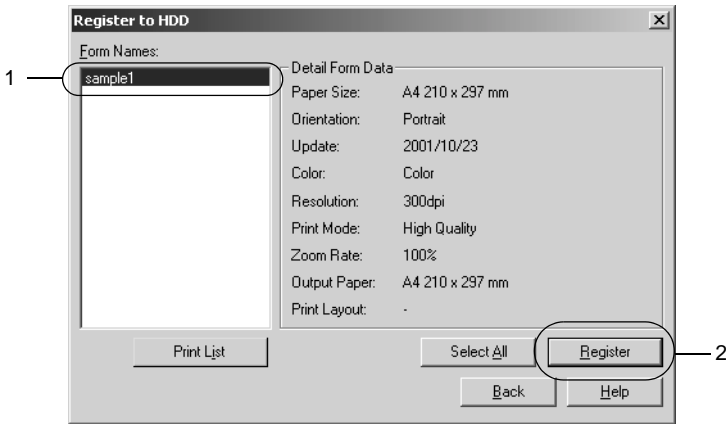 Register to HDD
Form Names:
1
sample1
Detail Form Data
Paper Size: A4 210 x 297 mm
Orientation: Portrait
Update: 2001/10/23
Color: Color
Resolution: 300dpi
Print Mode: High Quality
Zoom Rate: 100%
Output Paper: A4 210 x 297 mm
Print Layout: -
Print List
Select All
Register
2
Back
Help